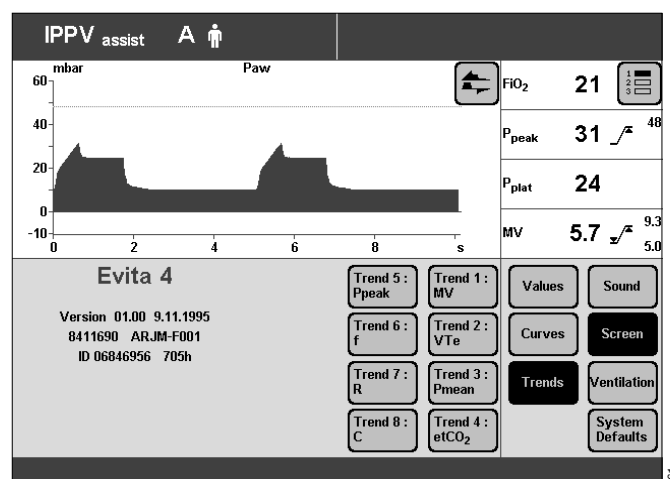 IPPV assist A
mbar Paw
60
40
20
0
-10
0 2 4 6 8 s
FiO2 21
1
2
3
Ppeak 31 48
Pplat 24
MV 5.7 9.3
5.0
Evita 4
Version 01.00 9.11.1995
8411690 ARJM-F001
ID 06846956 705h
Trend 5 :
Ppeak
Trend 1 :
MV
Trend 6 :
f
Trend 2 :
VTe
Trend 7 :
R
Trend 3 :
Pmean
Trend 8 :
C
Trend 4 :
etCO2
Values
Sound
Curves
Screen
Trends
Ventilation
System
Defaults